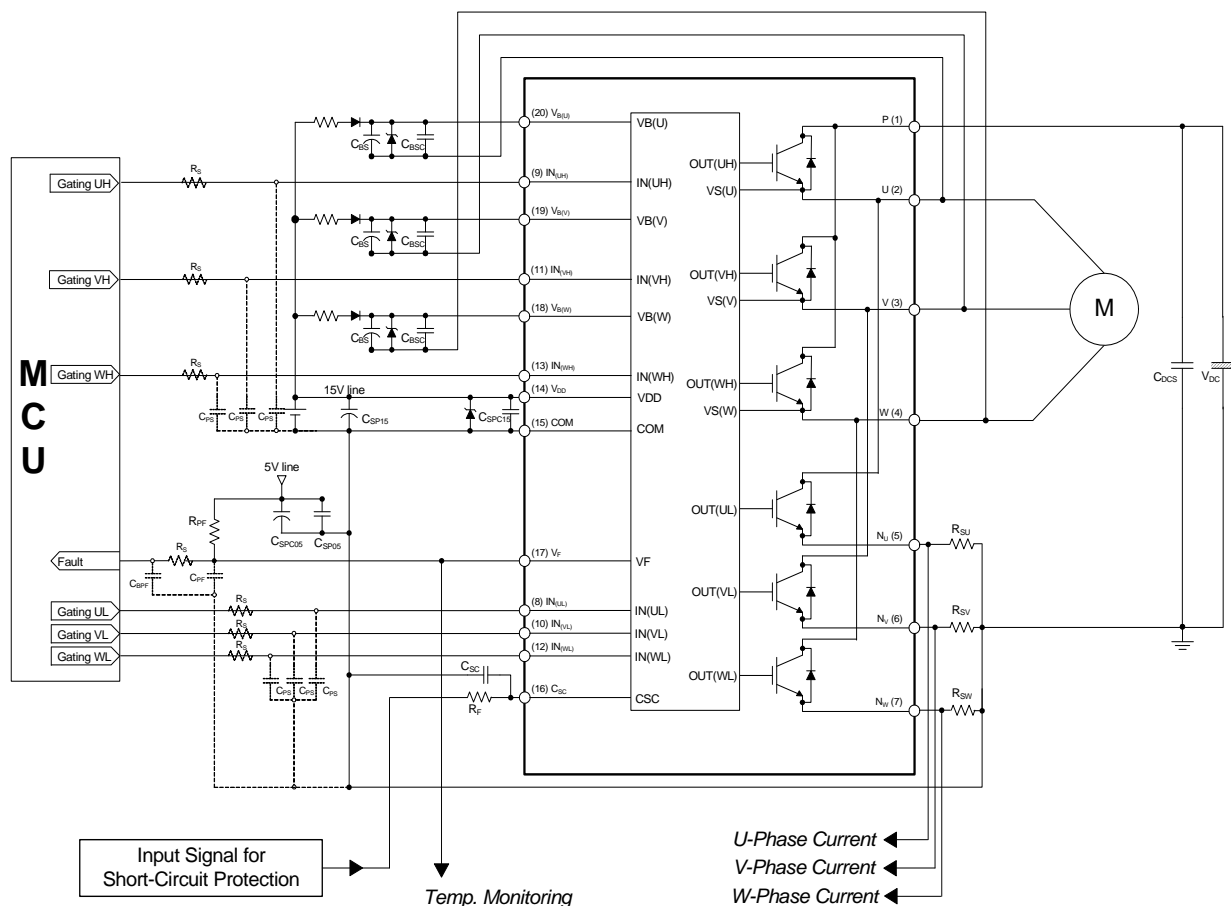 MCU
Gating UH
Gating VH
Gating WH
Fault
Gating UL
Gating VL
Gating WL
RS
RS
RS
CPS
CPS
CPS
CBS
CBSC
CBS
CBSC
CBS
CBSC
15V line
CSP15
CSPC15
5V line
RPF
CSPC05
CSP05
RS
CBPF
CPF
RS
RS
RS
CPS
CPS
CPS
CSC
RF
(20) VB(U)
(9) IN(UH)
(19) VB(V)
(11) IN(VH)
(18) VB(W)
(13) IN(WH)
(14) VDD
(15) COM
(17) VF
(8) IN(UL)
(10) IN(VL)
(12) IN(WL)
(16) CSC
VB(U)
IN(UH)
VB(V)
IN(VH)
VB(W)
IN(WH)
VDD
COM
VF
IN(UL)
IN(VL)
IN(WL)
CSC
OUT(UH)
VS(U)
OUT(VH)
VS(V)
OUT(WH)
VS(W)
OUT(UL)
OUT(VL)
OUT(WL)
P (1)
U (2)
V (3)
W (4)
NU (5)
NV (6)
NW (7)
RSU
RSV
RSW
M
CDCS
VDC
Input Signal for
Short-Circuit Protection
Temp. Monitoring
U-Phase Current
V-Phase Current
W-Phase Current